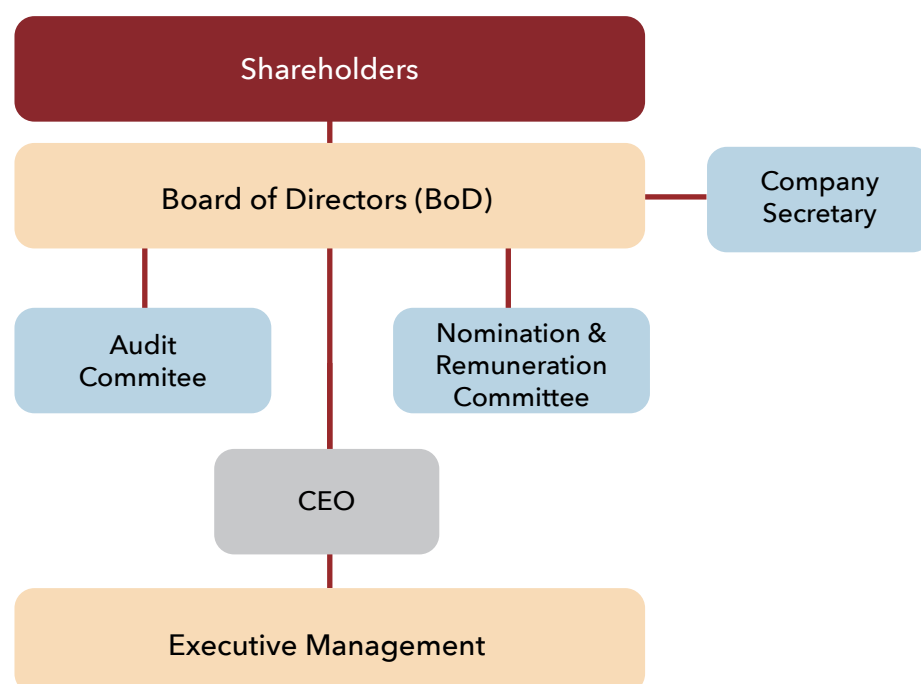 Shareholders
Board of Directors (BoD)
Company
Secretary
Audit
Commitee
Nomination &
Remuneration
Committee
CEO
Executive Management